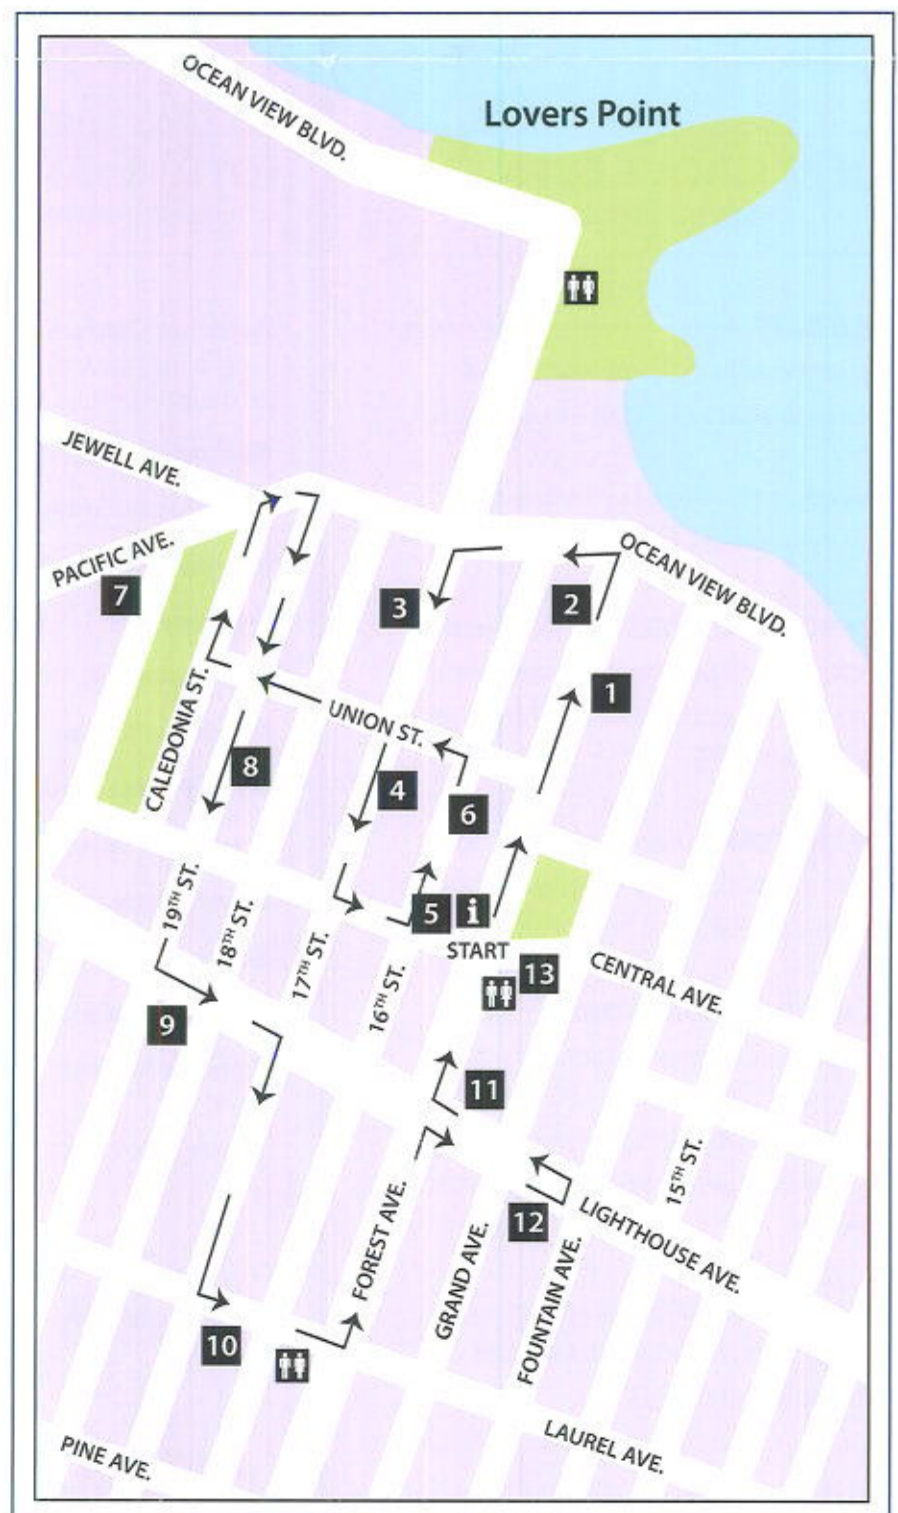 OCEAN VIEW BLVD.
Lovers Point
JEWELL AVE.
PACIFIC AVE.
7
3
2
OCEAN VIEW BLVD.
1
CALEDONIA ST.
UNION ST.
8
4
6
5
i
START
13
19TH ST.
18TH ST.
17TH ST.
16TH ST.
CENTRAL AVE.
9
11
15TH ST.
12
LIGHTHOUSE AVE.
FOREST AVE.
GRAND AVE.
FOUNTAIN AVE.
10
LAUREL AVE.
PINE AVE.